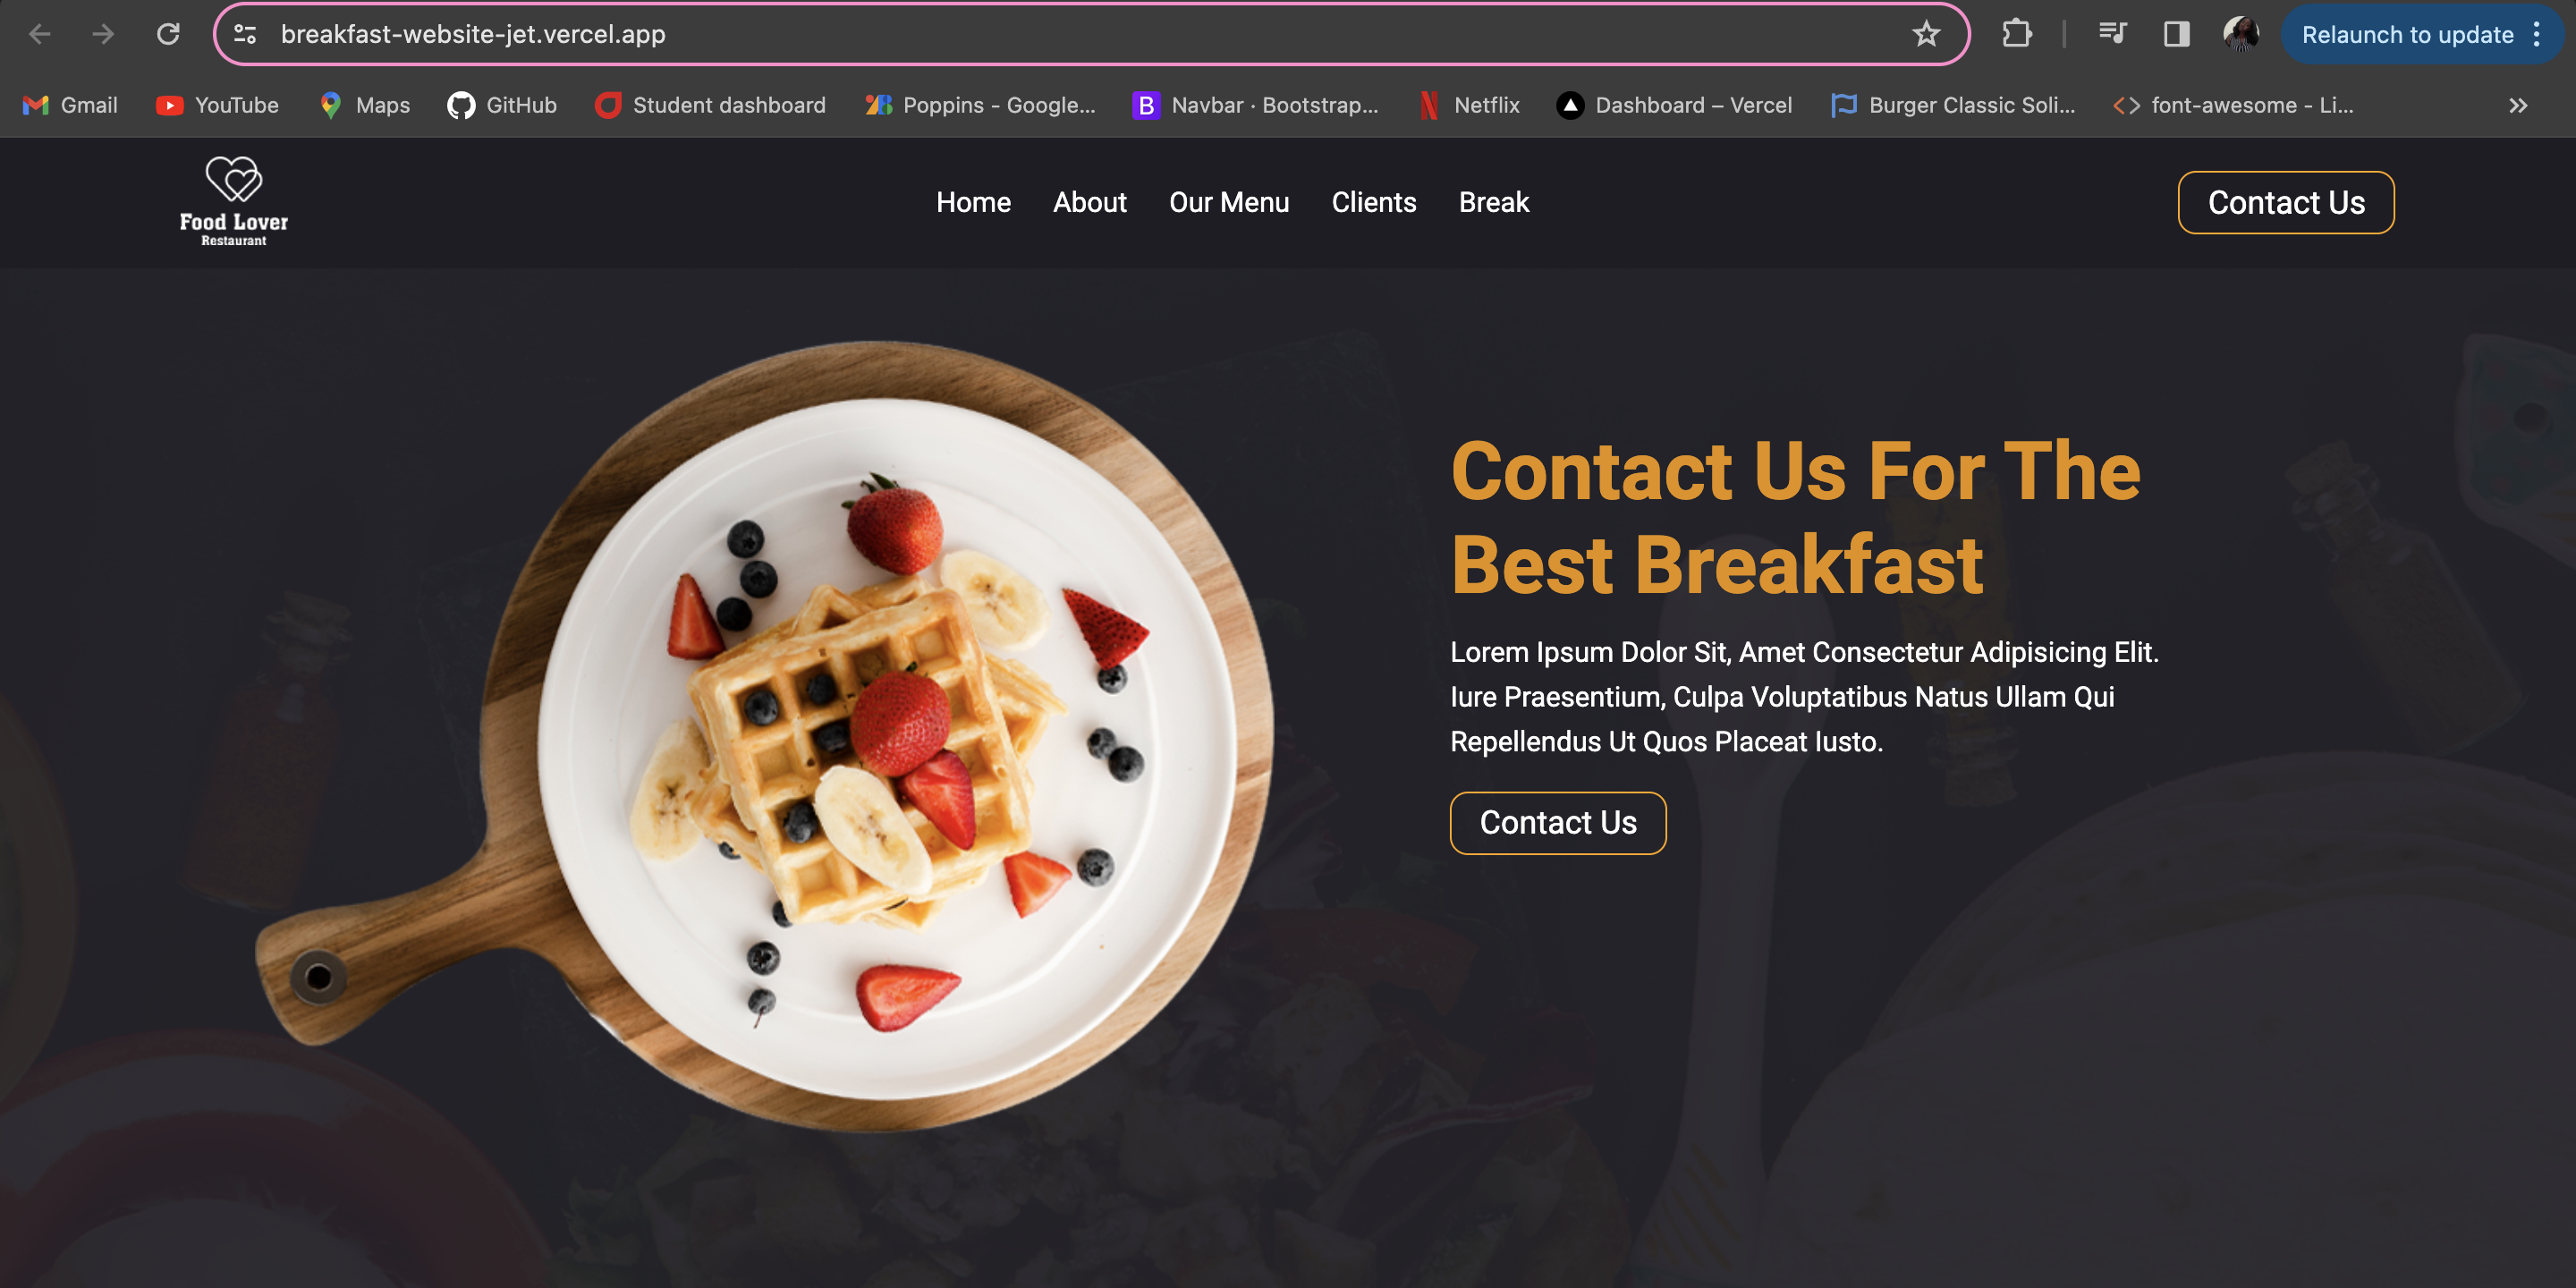 breakfast-website-jet.vercel.app
Relaunch to update
Gmail
YouTube
Maps
GitHub
Student dashboard
Poppins - Google...
B
Navbar · Bootstrap...
Netflix
Dashboard – Vercel
Burger Classic Soli...
font-awesome - Li...
Food Lover
Restaurant
Home
About
Our Menu
Clients
Break
Contact Us
Contact Us For The
Best Breakfast
Lorem Ipsum Dolor Sit, Amet Consectetur Adipisicing Elit.
Iure Praesentium, Culpa Voluptatibus Natus Ullam Qui
Repellendus Ut Quos Placeat Iusto.
Contact Us